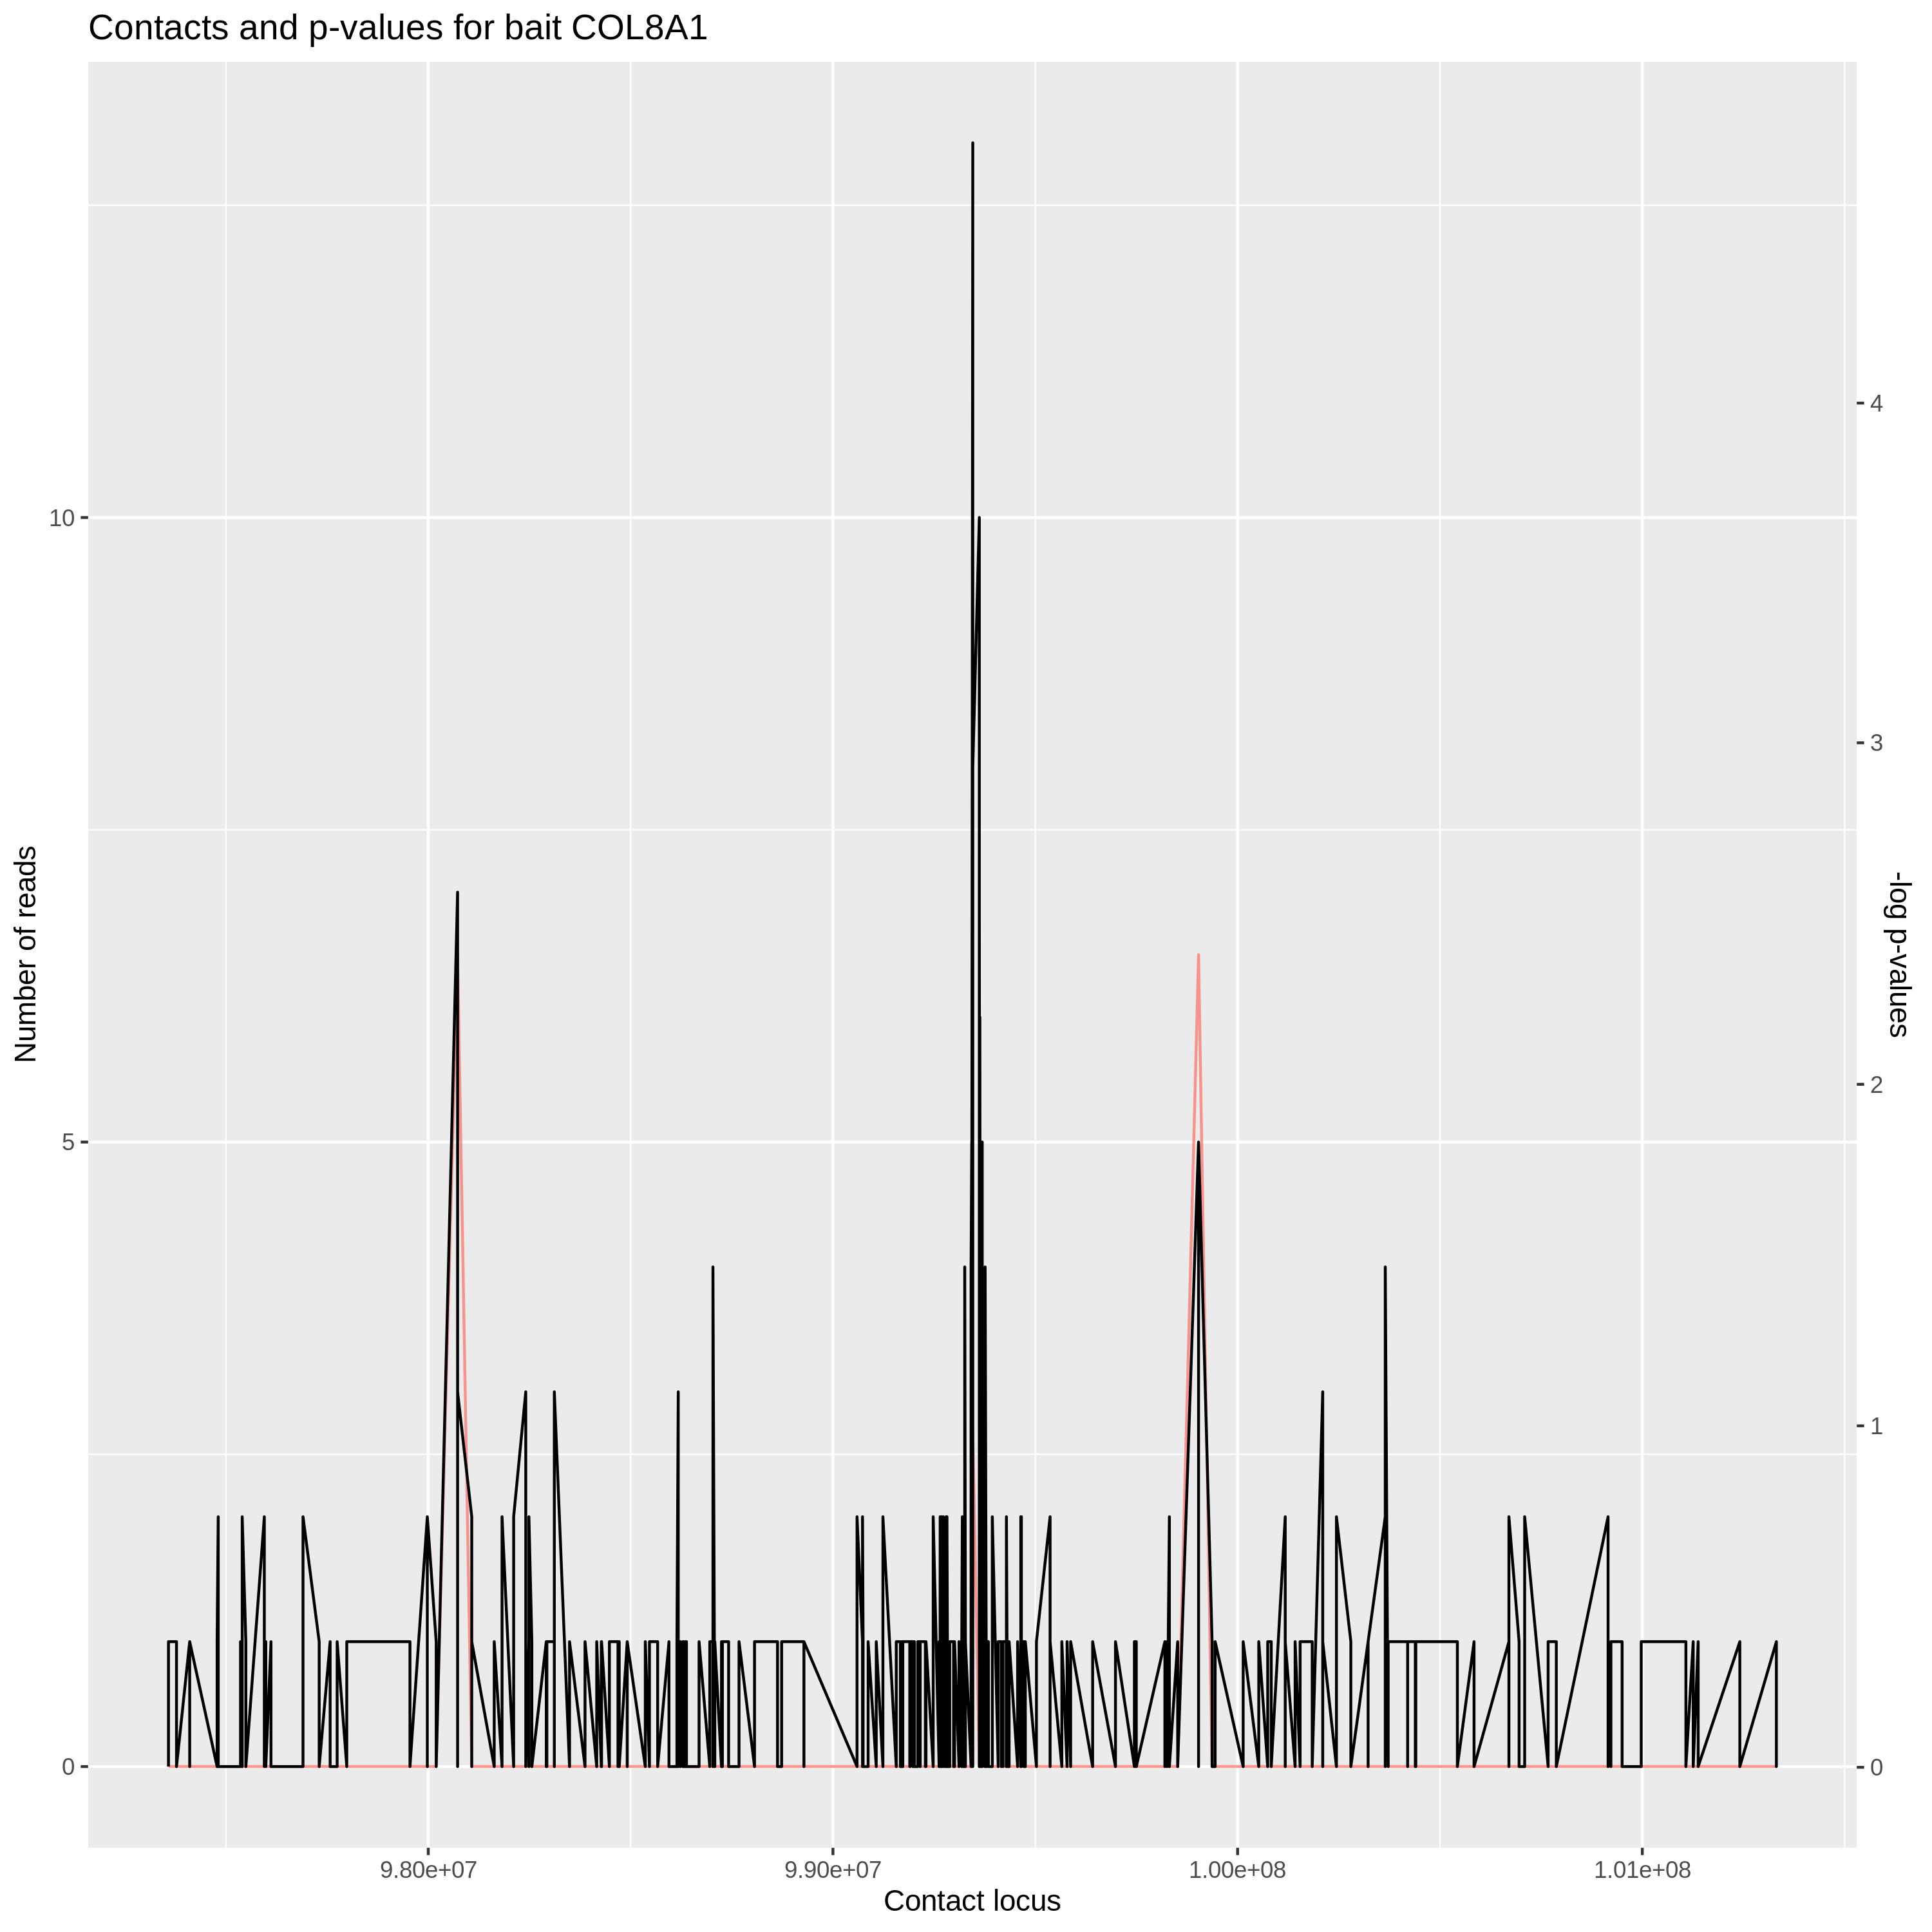 Contacts and p-values for bait COL8A1
Number of reads
10
5
0
4
3
2
1
0
-log p-values
9.80e+07
9.90e+07
1.00e+08
1.01e+08
Contact locus